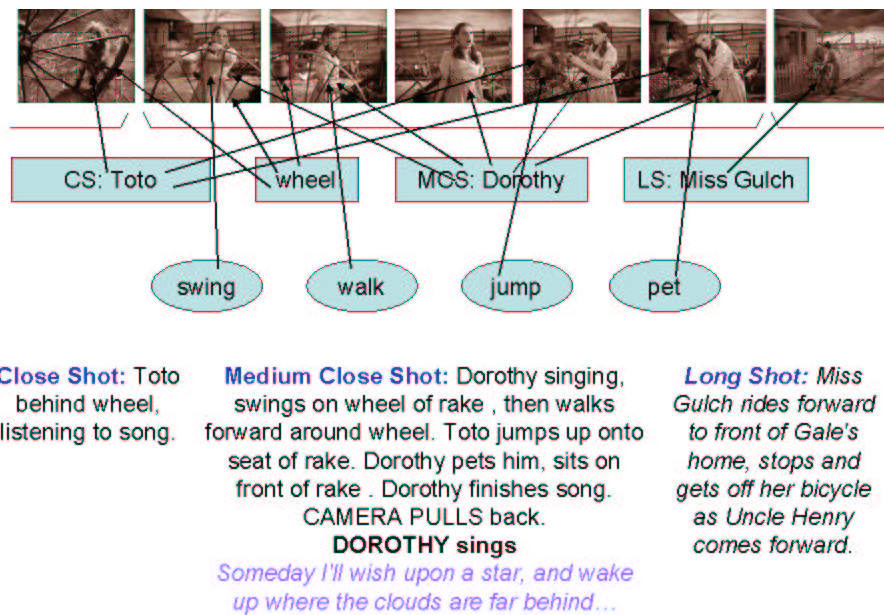 CS: Toto
wheel
MCS: Dorothy
LS: Miss Gulch
swing
walk
jump
pet
Close Shot: Toto
behind wheel,
listening to song.
Medium Close Shot: Dorothy singing,
swings on wheel of rake , then walks
forward around wheel. Toto jumps up onto
seat of rake. Dorothy pets him, sits on
front of rake . Dorothy finishes song.
CAMERA PULLS back.
DOROTHY sings
Someday I'll wish upon a star, and wake
up where the clouds are far behind…
Long Shot: Miss
Gulch rides forward
to front of Gale's
home, stops and
gets off her bicycle
as Uncle Henry
comes forward.